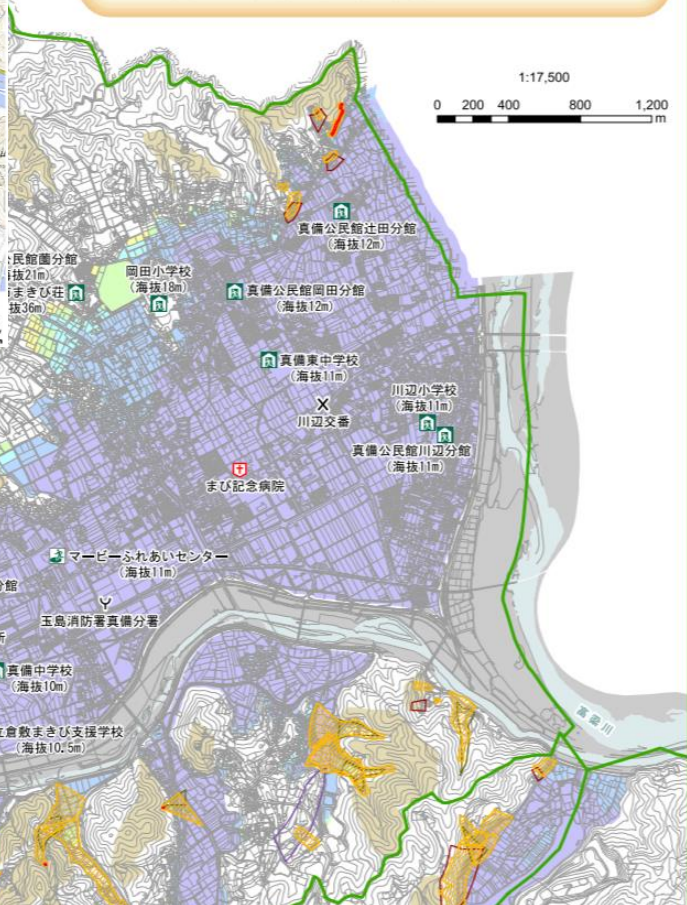 1:17,500
0 200 400 800 1,200
m
真備公民館辻田分館
(海抜12m)
公民館薗分館
海抜21m)
まきび荘
抜36m)
岡田小学校
(海抜18m)
真備公民館岡田分館
(海抜12m)
真備東中学校
(海抜11m)
川辺小学校
(海抜11m)
川辺交番
真備公民館川辺分館
(海抜11m)
まび記念病院
マービーふれあいセンター
(海抜11m)
分館
玉島消防署真備分署
所
真備中学校
(海抜10m)
立倉敷まきび支援学校
(海抜10.5m)
高梁川